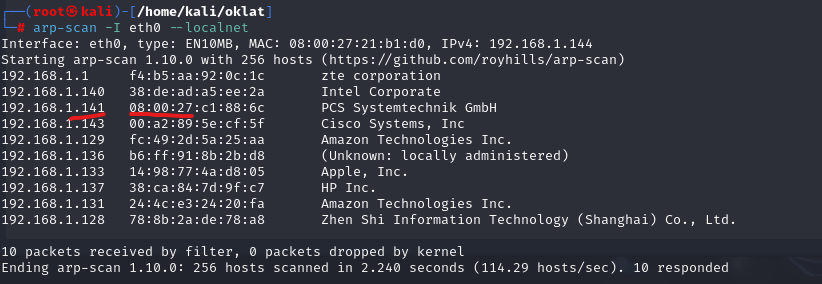 ┌──(root㉿kali)-[/home/kali/oklat]
└─# arp-scan -I eth0 --localnet
Interface: eth0, type: EN10MB, MAC: 08:00:27:21:b1:d0, IPv4: 192.168.1.144
Starting arp-scan 1.10.0 with 256 hosts (https://github.com/royhills/arp-scan)
192.168.1.1 f4:b5:aa:92:0c:1c zte corporation
192.168.1.140 38:de:ad:a5:ee:2a Intel Corporate
192.168.1.141 08:00:27:c1:88:6c PCS Systemtechnik GmbH
192.168.1.143 00:a2:89:5e:cf:5f Cisco Systems, Inc
192.168.1.129 fc:49:2d:5a:25:aa Amazon Technologies Inc.
192.168.1.136 b6:ff:91:8b:2b:d8 (Unknown: locally administered)
192.168.1.133 14:98:77:4a:d8:05 Apple, Inc.
192.168.1.137 38:ca:84:7d:9f:c7 HP Inc.
192.168.1.131 24:4c:e3:24:20:fa Amazon Technologies Inc.
192.168.1.128 78:8b:2a:de:78:a8 Zhen Shi Information Technology (Shanghai) Co., Ltd.
10 packets received by filter, 0 packets dropped by kernel
Ending arp-scan 1.10.0: 256 hosts scanned in 2.240 seconds (114.29 hosts/sec). 10 responded